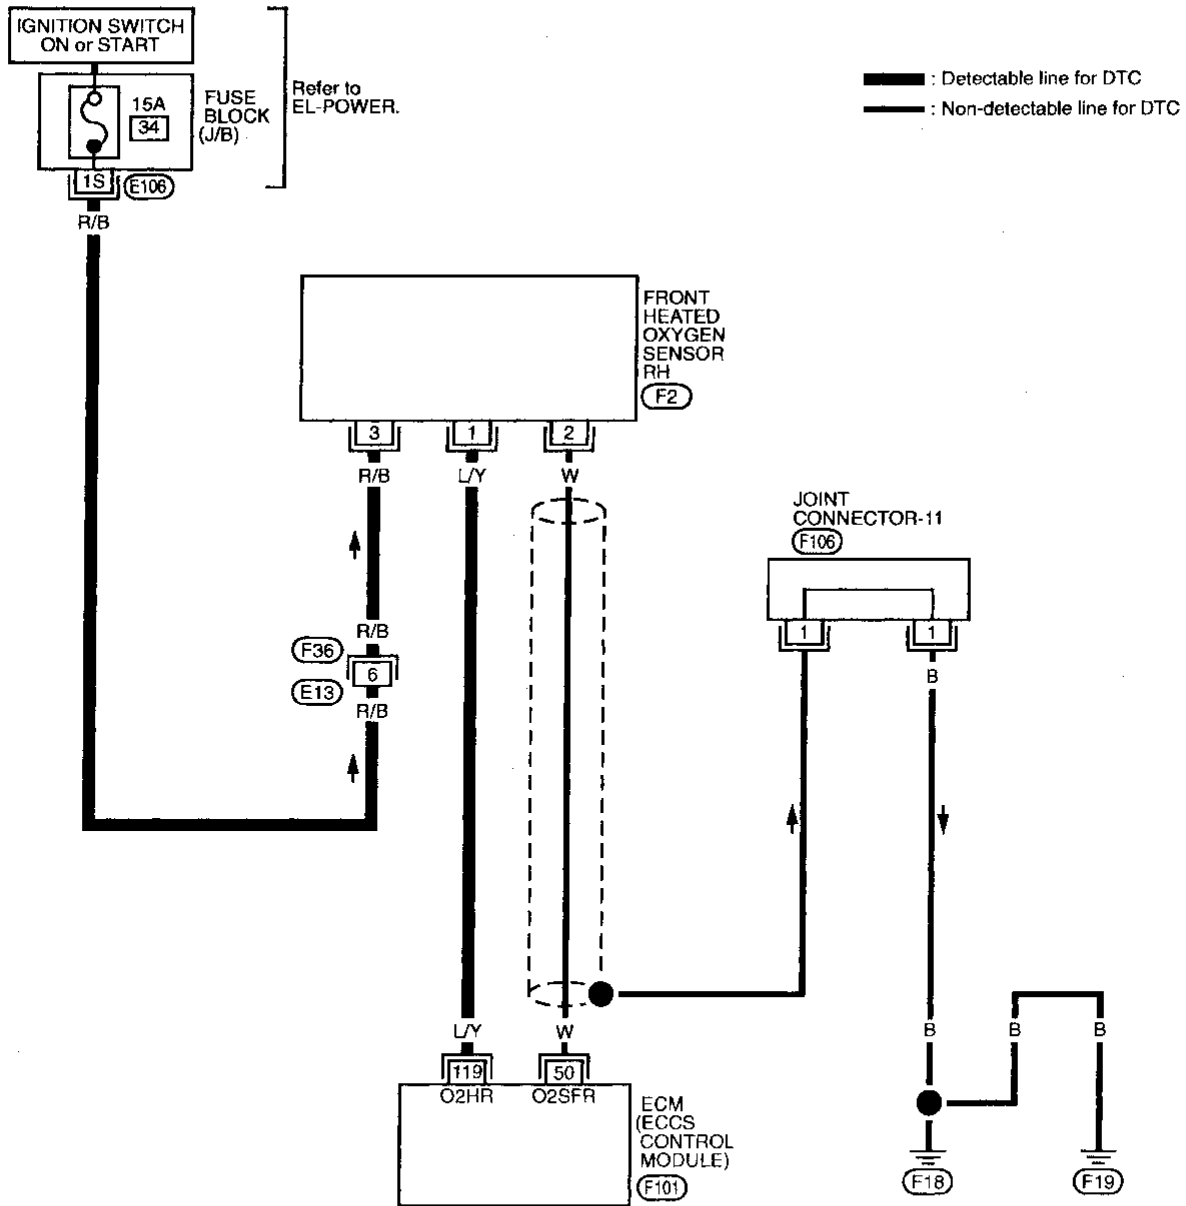 IGNITION SWITCH
ON or START
15A
34
FUSE
BLOCK
(J/B)
Refer to
EL-POWER.
1S
E106
R/B
: Detectable line for DTC
: Non-detectable line for DTC
FRONT
HEATED
OXYGEN
SENSOR
RH
F2
3
1
2
R/B
L/Y
W
JOINT
CONNECTOR-11
F106
1
1
B
R/B
F36
6
E13
R/B
L/Y
W
B
B
B
119
50
O2HR
O2SFR
ECM
(ECCS
CONTROL
MODULE)
F101
F18
F19